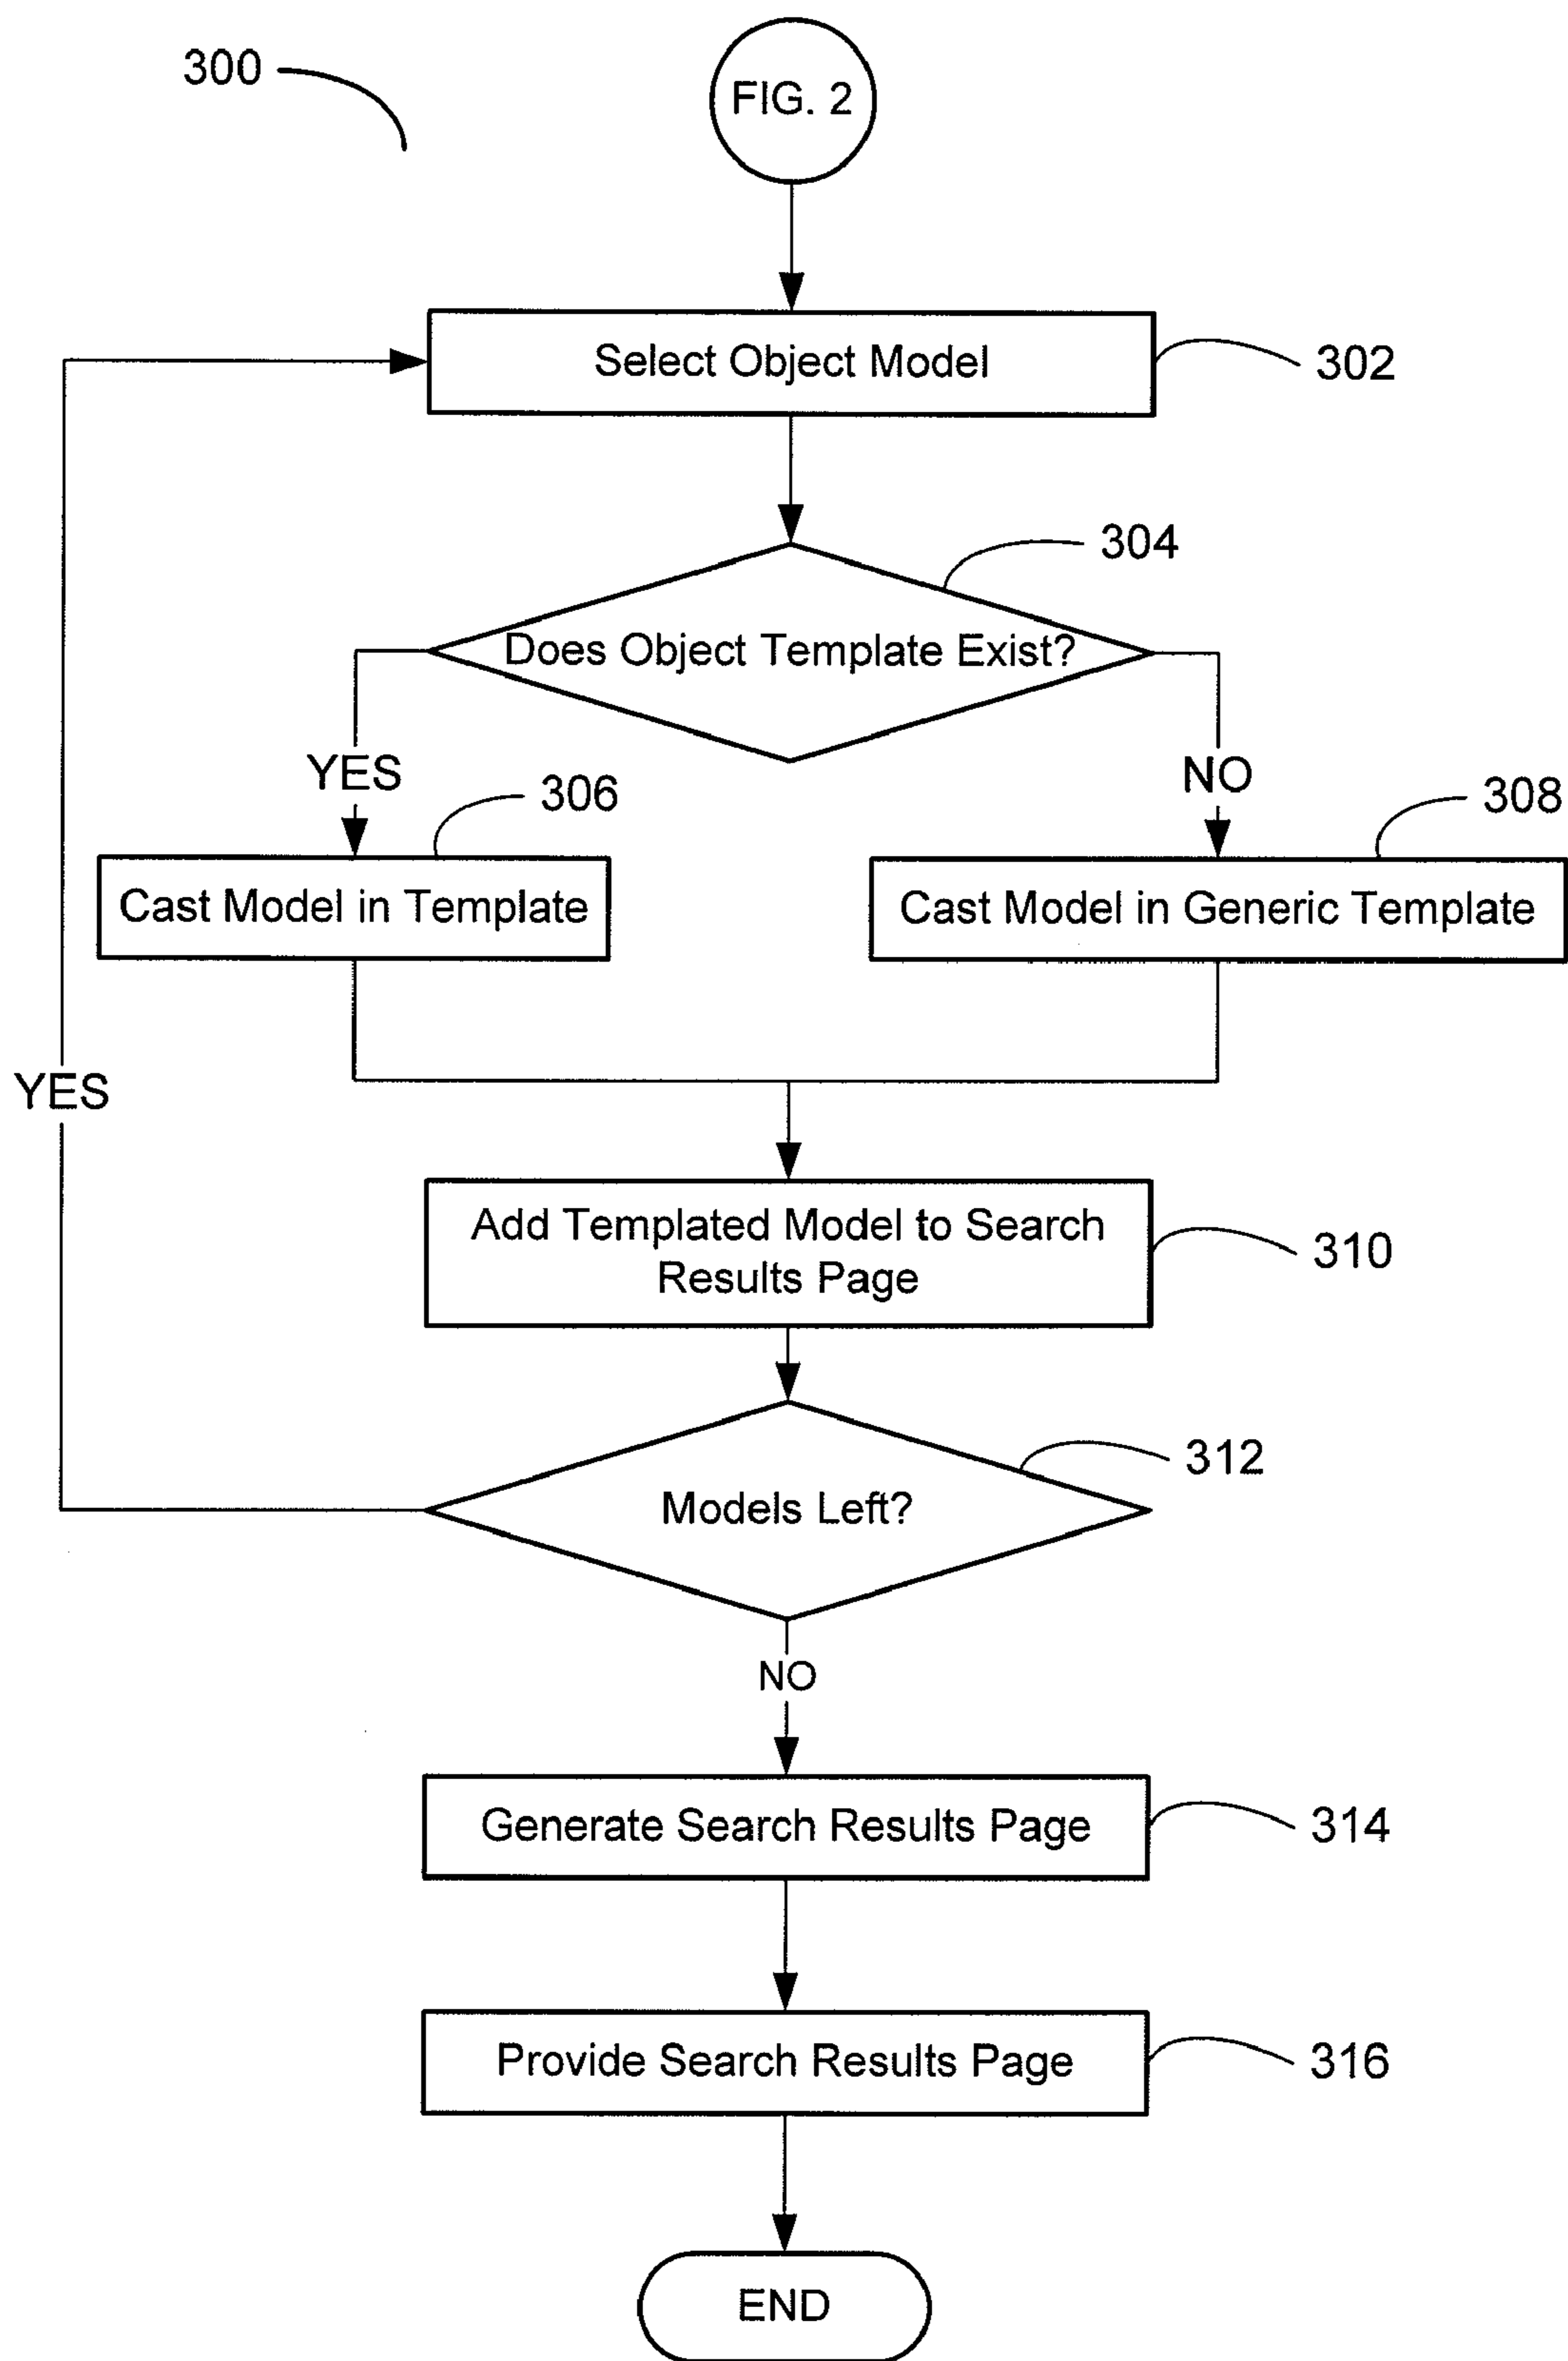 300
FIG. 2
Select Object Model
302
304
Does Object Template Exist?
YES
NO
306
308
Cast Model in Template
Cast Model in Generic Template
YES
Add Templated Model to Search
Results Page
310
312
Models Left?
NO
Generate Search Results Page
314
Provide Search Results Page
316
END